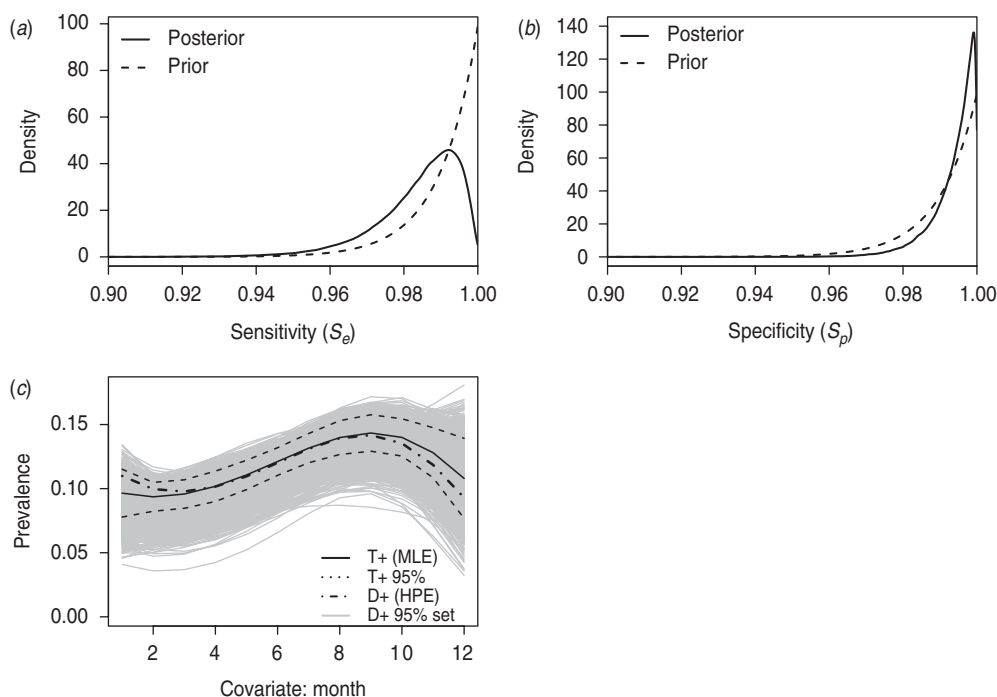 (a)
100
80
60
40
20
0
Density
Posterior
Prior
0.90 0.92 0.94 0.96 0.98 1.00
Sensitivity (Se)
(b)
140
120
100
80
60
40
20
0
Density
Posterior
Prior
0.90 0.92 0.94 0.96 0.98 1.00
Specificity (Sp)
(c)
0.15
0.10
0.05
0.00
Prevalence
T+ (MLE)
T+ 95%
D+ (HPE)
D+ 95% set
2 4 6 8 10 12
Covariate: month